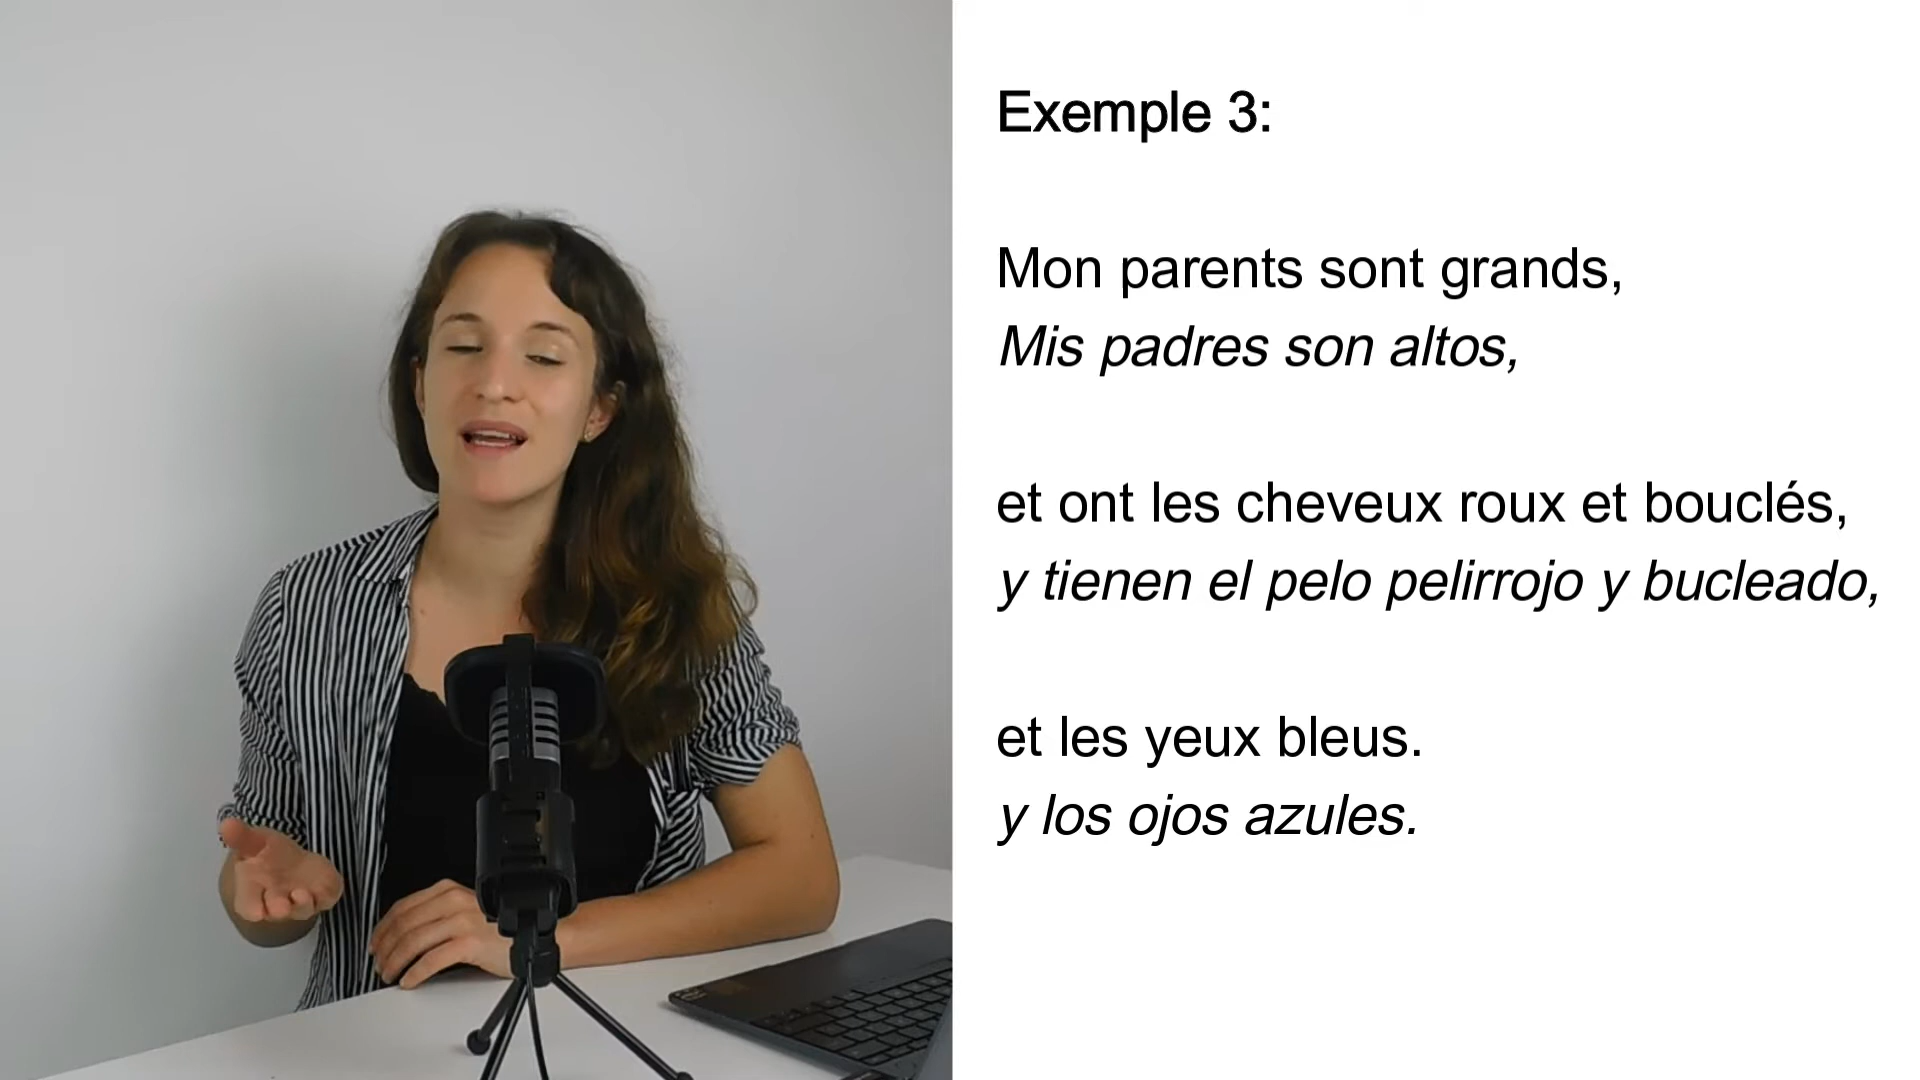 Exemple 3:
Mon parents sont grands,
Mis padres son altos,
et ont les cheveux roux et bouclés,
y tienen el pelo pelirrojo y bucleado,
et les yeux bleus.
y los ojos azules.